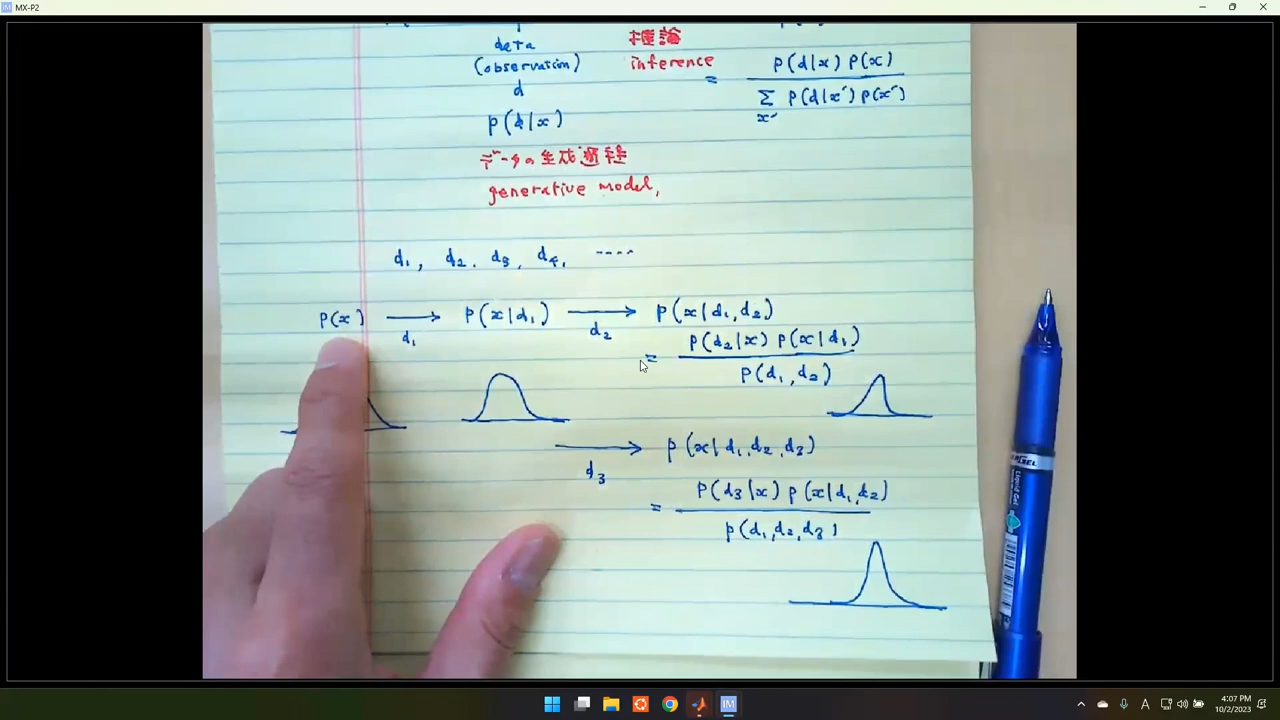 MX-P2
data
(observation)
d
p(d|x)
推論
inference
= p(d|x) p(x)
Σ p(d|x') p(x')
x'
データの生成過程
generative model,
d1, d2. d3, d4, ----
p(x) → p(x|d1) → p(x|d1, d2)
d1 d2
= p(d2|x) p(x|d1)
p(d1, d2)
→ p(x|d1, d2, d3)
d3
= p(d3|x) p(x|d1, d2)
p(d1, d2, d3)
Liquid Gel
A
4:07 PM
10/2/2023